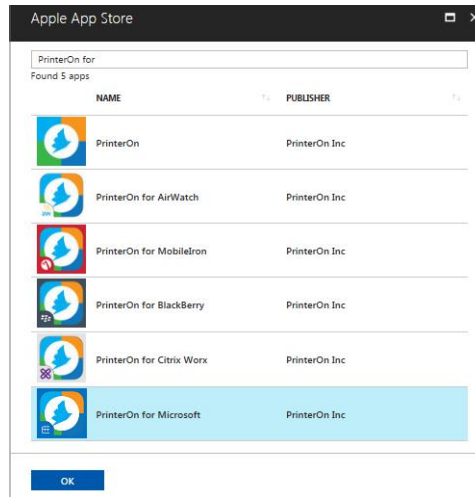 Apple App Store
PrinterOn for
Found 5 apps
NAME PUBLISHER
PrinterOn PrinterOn Inc
PrinterOn for AirWatch PrinterOn Inc
PrinterOn for MobileIron PrinterOn Inc
PrinterOn for BlackBerry PrinterOn Inc
PrinterOn for Citrix Worx PrinterOn Inc
PrinterOn for Microsoft PrinterOn Inc
OK